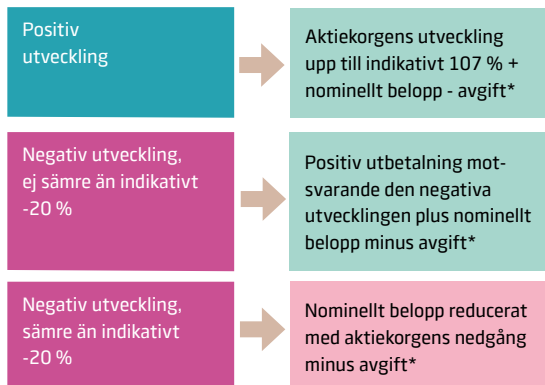 Positiv
utveckling
Aktiekorgens utveckling
upp till indikativt 107 % +
nominellt belopp - avgift*
Negativ utveckling,
ej sämre än indikativt
-20 %
Positiv utbetalning mot-
svarande den negativa
utvecklingen plus nominellt
belopp minus avgift*
Negativ utveckling,
sämre än indikativt
-20 %
Nominellt belopp reducerat
med aktiekorgens nedgång
minus avgift*